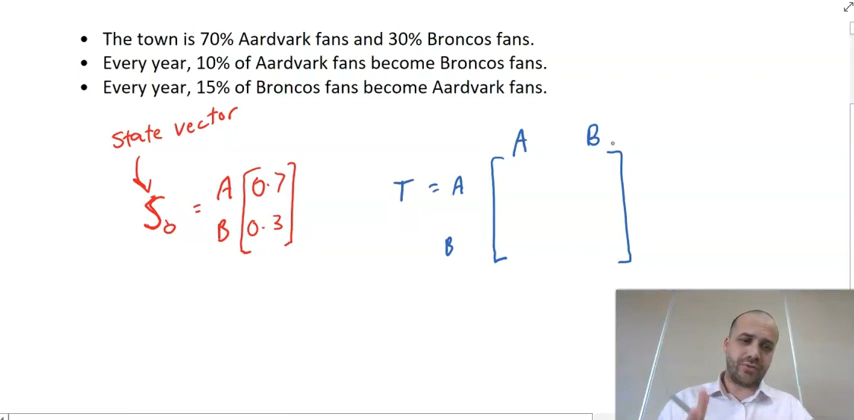 • The town is 70% Aardvark fans and 30% Broncos fans.
• Every year, 10% of Aardvark fans become Broncos fans.
• Every year, 15% of Broncos fans become Aardvark fans.
State vector
S₀ = A [0.7]
B [0.3]
A B
T = A
B